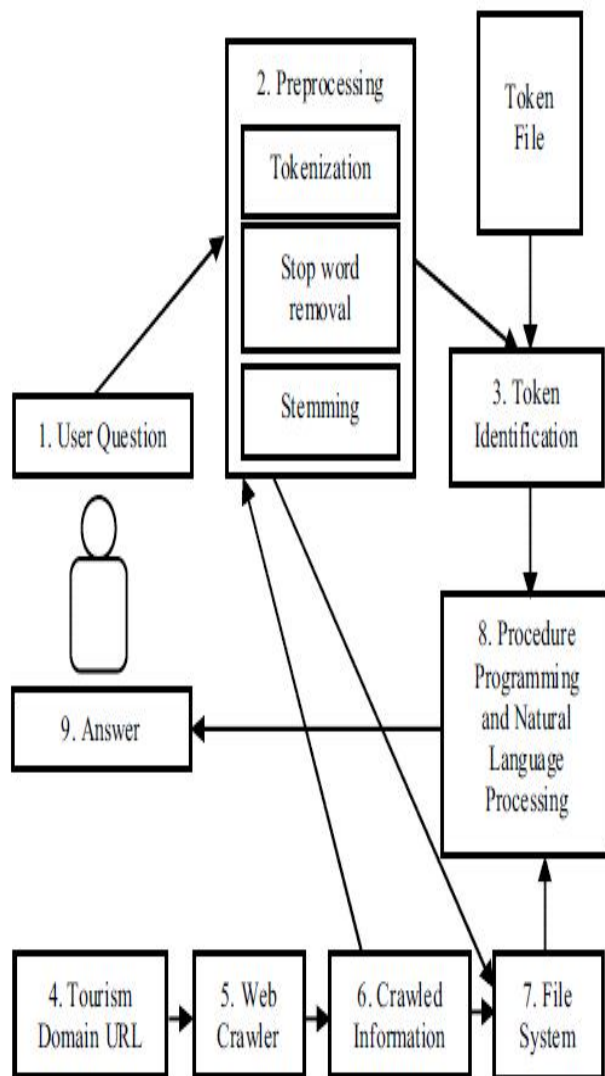 2. Preprocessing
Tokenization
Stop word
removal
Stemming
Token
File
1. User Question
3. Token
Identification
8. Procedure
Programming
and Natural
Language
Processing
9. Answer
4. Tourism
Domain URL
5. Web
Crawler
6. Crawled
Information
7. File
System